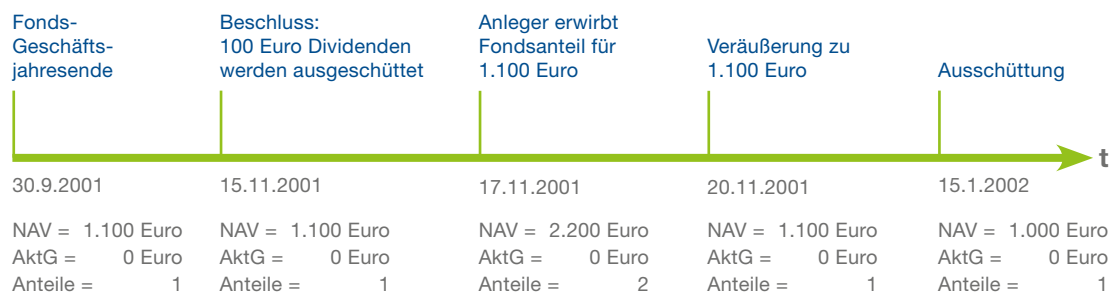 Fonds-
Geschäfts-
jahresende
Beschluss:
100 Euro Dividenden
werden ausgeschüttet
Anleger erwirbt
Fondsanteil für
1.100 Euro
Veräußerung zu
1.100 Euro
Ausschüttung
t
30.9.2001
15.11.2001
17.11.2001
20.11.2001
15.1.2002
NAV = 1.100 Euro
AktG = 0 Euro
Anteile = 1
NAV = 1.100 Euro
AktG = 0 Euro
Anteile = 1
NAV = 2.200 Euro
AktG = 0 Euro
Anteile = 2
NAV = 1.100 Euro
AktG = 0 Euro
Anteile = 1
NAV = 1.000 Euro
AktG = 0 Euro
Anteile = 1